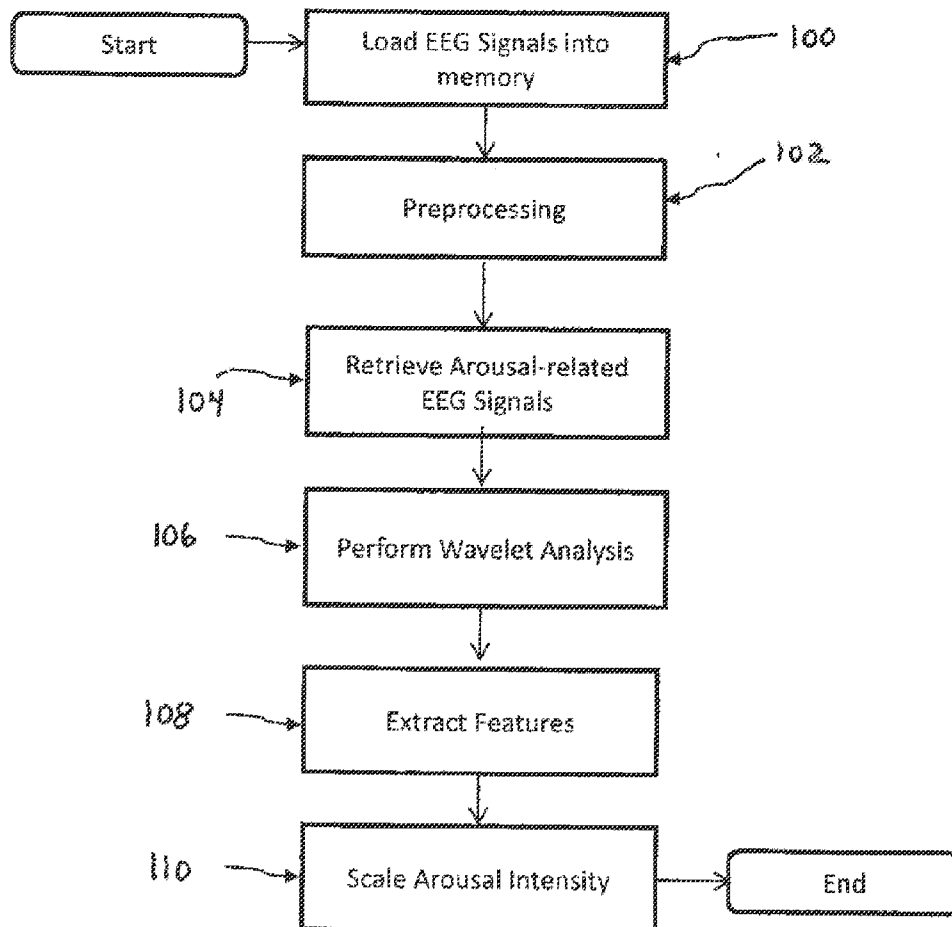 Start
Load EEG Signals into
memory
100
Preprocessing
102
Retrieve Arousal-related
EEG Signals
104
106
Perform Wavelet Analysis
108
Extract Features
110
Scale Arousal Intensity
End